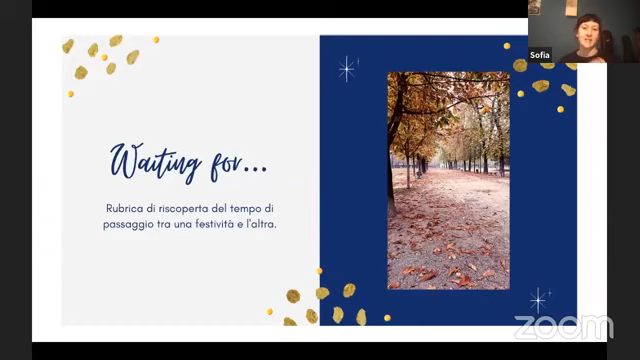 Sofia
Waiting for...
Rubrica di riscoperta del tempo di
passaggio tra una festività e l'altra.
zoom